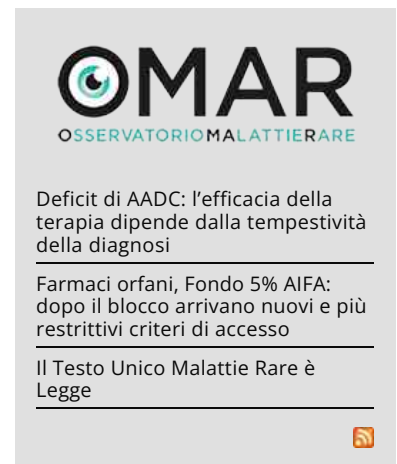 OMAR
OSSERVATORIOMALATTIERARE
Deficit di AADC: l’efficacia della
terapia dipende dalla tempestività
della diagnosi
Farmaci orfani, Fondo 5% AIFA:
dopo il blocco arrivano nuovi e più
restrittivi criteri di accesso
Il Testo Unico Malattie Rare è
Legge